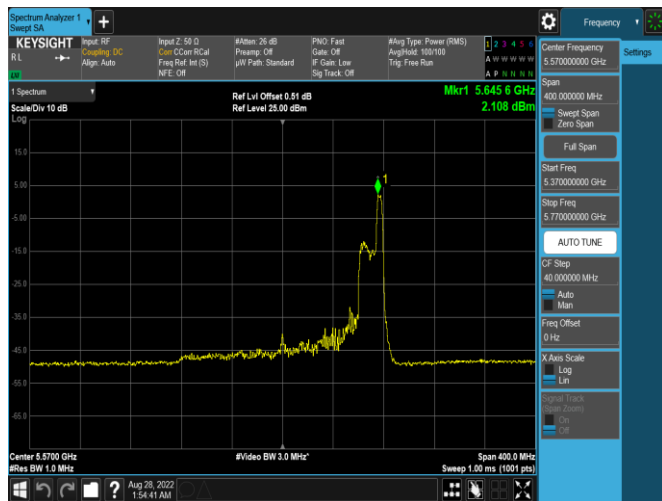 Spectrum Analyzer 1
Swept SA
+
Frequency
KEYSIGHT
R L
LV
Input: RF
Coupling: DC
Align: Auto
Input Z: 50 Ω
Corr CCorr RCal
Freq Ref: Int (S)
NFE: Off
#Atten: 26 dB
Preamp: Off
µW Path: Standard
PNO: Fast
Gate: Off
IF Gain: Low
Sig Track: Off
#Avg Type: Power (RMS)
Avg|Hold: 100/100
Trig: Free Run
1 2 3 4 5 6
A W W W W W
A P N N N N
1 Spectrum
Scale/Div 10 dB
Log
Ref Lvl Offset 0.51 dB
Ref Level 25.00 dBm
Mkr1 5.645 6 GHz
2.108 dBm
15.0
5.00
-5.00
-15.0
-25.0
-35.0
-45.0
-55.0
-65.0
1
Center 5.5700 GHz
#Res BW 1.0 MHz
#Video BW 3.0 MHz*
Span 400.0 MHz
Sweep 1.00 ms (1001 pts)
Aug 28, 2022
1:54:41 AM
?
Settings
Center Frequency
5.570000000 GHz
Span
400.000000 MHz
Swept Span
Zero Span
Full Span
Start Freq
5.370000000 GHz
Stop Freq
5.770000000 GHz
AUTO TUNE
CF Step
40.000000 MHz
Auto
Man
Freq Offset
0 Hz
X Axis Scale
Log
Lin
Signal Track
(Span Zoom)
On
Off